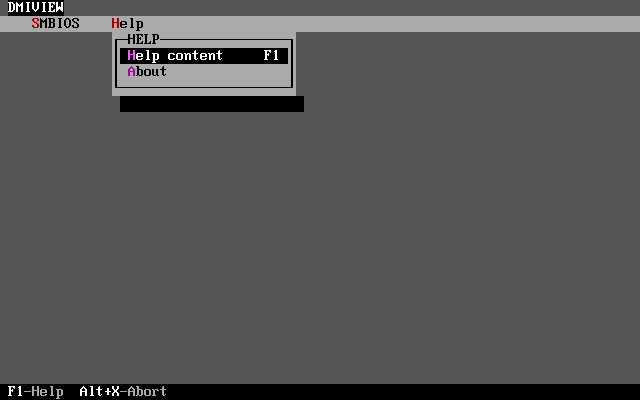 DMIVIEW
SMBIOS Help
HELP
Help content F1
About
F1-Help Alt+X-Abort